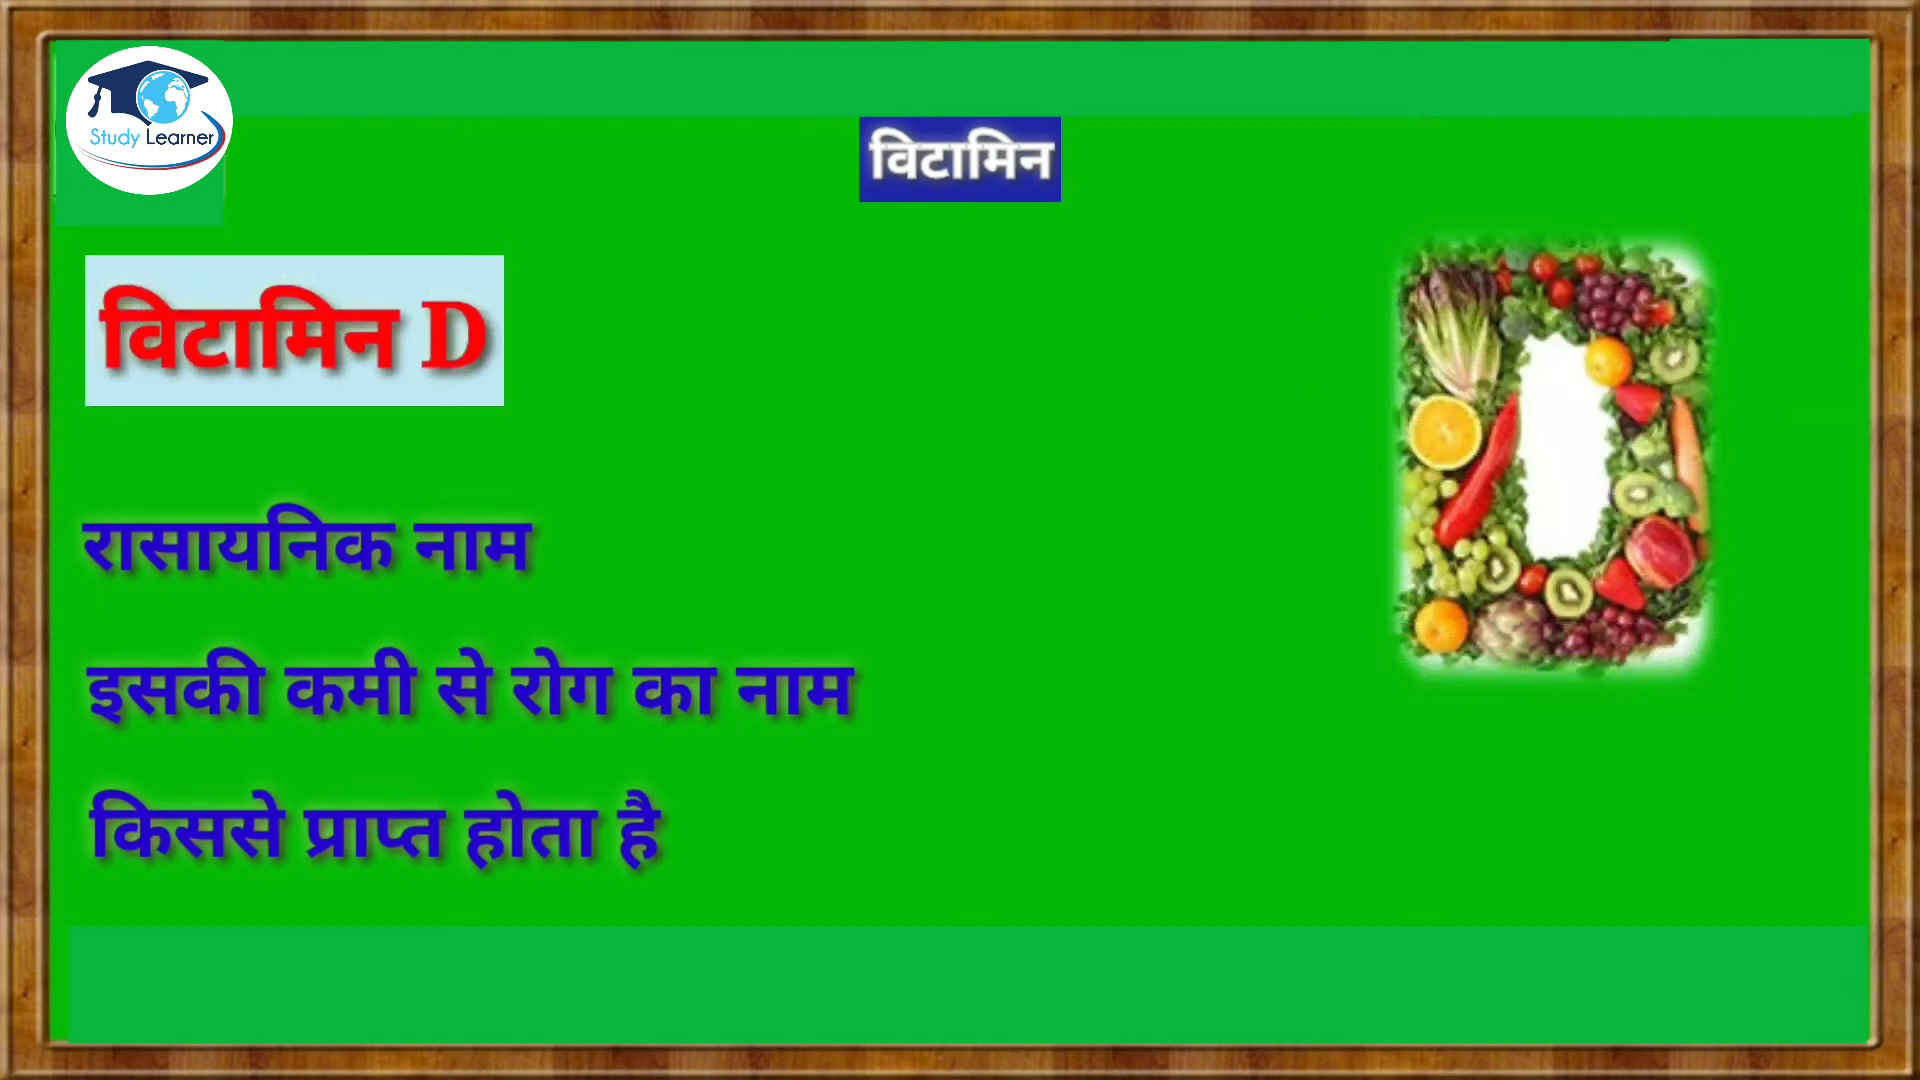 Study Learner
विटामिन
विटामिन D
रासायनिक नाम
इसकी कमी से रोग का नाम
किससे प्राप्त होता है